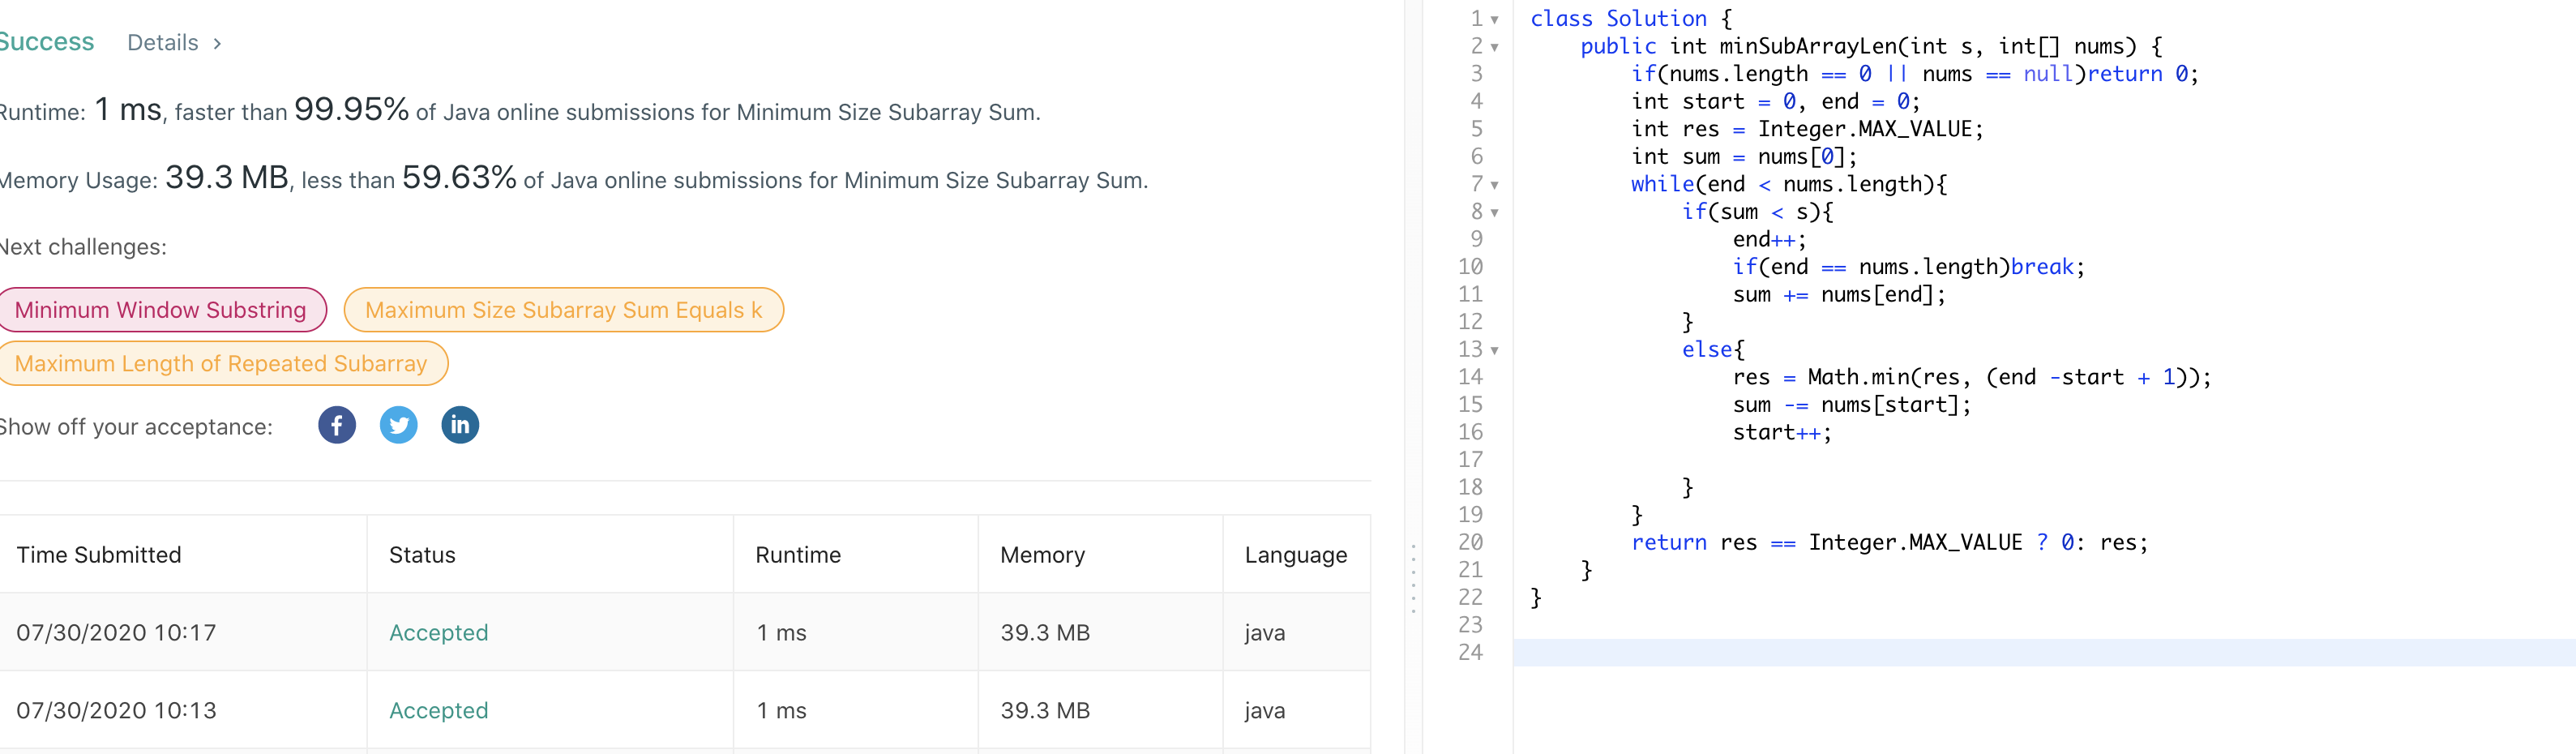 Success Details >
Runtime: 1 ms, faster than 99.95% of Java online submissions for Minimum Size Subarray Sum.
Memory Usage: 39.3 MB, less than 59.63% of Java online submissions for Minimum Size Subarray Sum.
Next challenges:
Minimum Window Substring Maximum Size Subarray Sum Equals k
Maximum Length of Repeated Subarray
Show off your acceptance: f in
Time Submitted Status Runtime Memory Language
07/30/2020 10:17 Accepted 1 ms 39.3 MB java
07/30/2020 10:13 Accepted 1 ms 39.3 MB java
1 class Solution {
2 public int minSubArrayLen(int s, int[] nums) {
3 if(nums.length == 0 || nums == null)return 0;
4 int start = 0, end = 0;
5 int res = Integer.MAX_VALUE;
6 int sum = nums[0];
7 while(end < nums.length){
8 if(sum < s){
9 end++;
10 if(end == nums.length)break;
11 sum += nums[end];
12 }
13 else{
14 res = Math.min(res, (end -start + 1));
15 sum -= nums[start];
16 start++;
17
18 }
19 }
20 return res == Integer.MAX_VALUE ? 0: res;
21 }
22 }
23
24